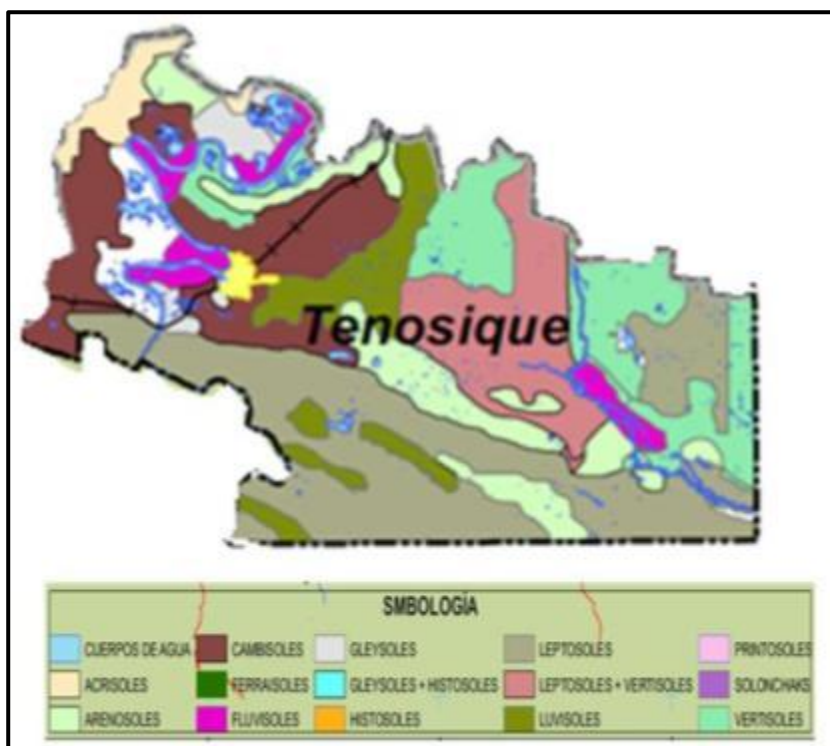 Tenosique
SMBOLOGÍA
CUERPOS DE AGUA CAMBISOLES GLEYSOLES LEPTOSOLES PRINTOSOLES
ACRISOLES FERRAISOLES GLEYSOLES + HISTOSOLES LEPTOSOLES + VERTISOLES SOLONCHAKS
ARENOSOLES FLUVISOLES HISTOSOLES LUVISOLES VERTISOLES